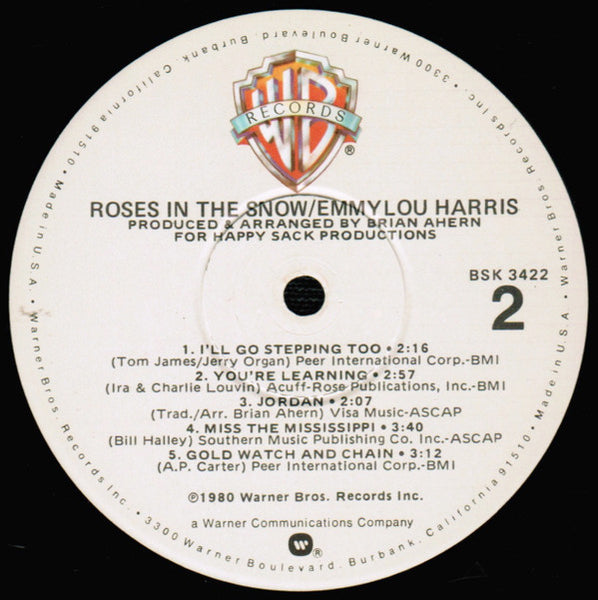 WB
RECORDS
®
ROSES IN THE SNOW/EMMYLOU HARRIS
PRODUCED & ARRANGED BY BRIAN AHERN
FOR HAPPY SACK PRODUCTIONS
BSK 3422
2
1. I'LL GO STEPPING TOO • 2:16
(Tom James/Jerry Organ) Peer International Corp.-BMI
2. YOU'RE LEARNING • 2:57
(Ira & Charlie Louvin) Acuff-Rose Publications, Inc.-BMI
3. JORDAN • 2:07
(Trad./Arr. Brian Ahern) Visa Music-ASCAP
4. MISS THE MISSISSIPPI • 3:40
(Bill Halley) Southern Music Publishing Co. Inc.-ASCAP
5. GOLD WATCH AND CHAIN • 3:12
(A.P. Carter) Peer International Corp.-BMI
℗1980 Warner Bros. Records Inc.
a Warner Communications Company
W®
Warner Bros. Records Inc. • 3300 Warner Boulevard, Burbank, California 91510 • Made in U.S.A. •
Warner Bros. Records Inc. • 3300 Warner Boulevard, Burbank, California 91510 • Made in U.S.A. •